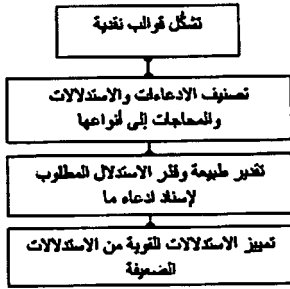 تشكُّل قوالب نقدية
تصنيف الادعاءات والاستدلالات
والمحاجات إلى أنواعها
تقدير طبيعة وقدر الاستدلال المطلوب
لإسناد ادعاء ما
تمييز الاستدلالات القوية من الاستدلالات
الضعيفة